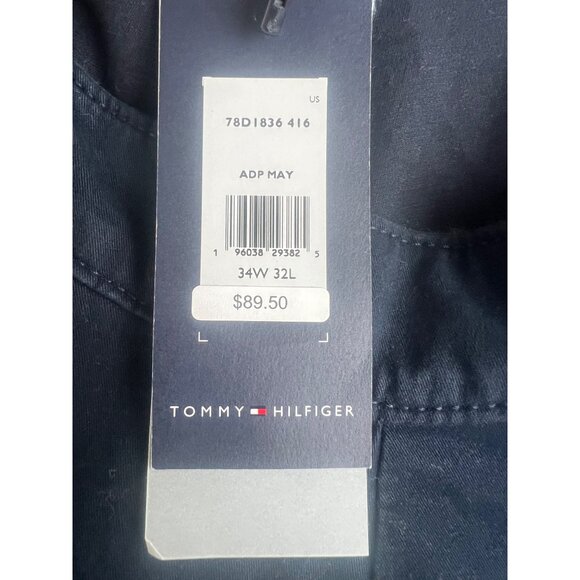 US
78D1836 416
ADP MAY
1 96038 29382 5
34W 32L
$89.50
TOMMY HILFIGER